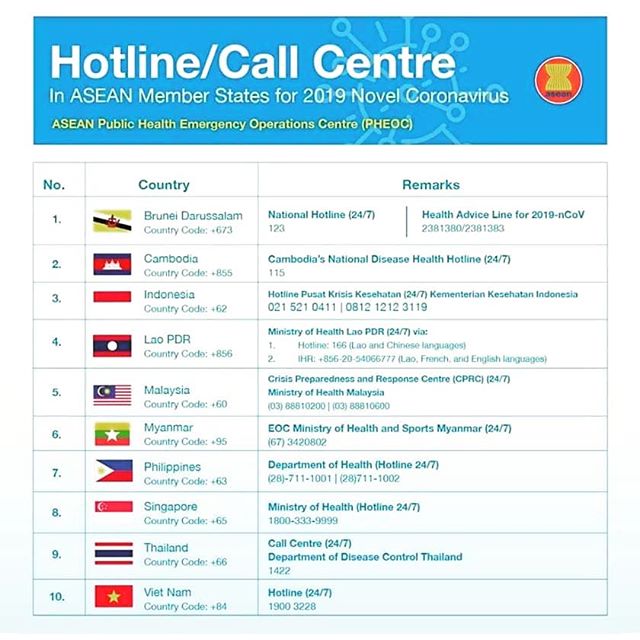 Hotline/Call Centre
In ASEAN Member States for 2019 Novel Coronavirus
ASEAN Public Health Emergency Operations Centre (PHEOC)
asean
No. Country Remarks
1. Brunei Darussalam
Country Code: +673
National Hotline (24/7)
123
Health Advice Line for 2019-nCoV
2381380/2381383
2. Cambodia
Country Code: +855
Cambodia's National Disease Health Hotline (24/7)
115
3. Indonesia
Country Code: +62
Hotline Pusat Krisis Kesehatan (24/7) Kementerian Kesehatan Indonesia
021 521 0411 | 0812 1212 3119
4. Lao PDR
Country Code: +856
Ministry of Health Lao PDR (24/7) via:
1. Hotline: 166 (Lao and Chinese languages)
2. IHR: +856-20-54066777 (Lao, French, and English languages)
5. Malaysia
Country Code: +60
Crisis Preparedness and Response Centre (CPRC) (24/7)
Ministry of Health Malaysia
(03) 88810200 | (03) 88810600
6. Myanmar
Country Code: +95
EOC Ministry of Health and Sports Myanmar (24/7)
(67) 3420802
7. Philippines
Country Code: +63
Department of Health (Hotline 24/7)
(28)-711-1001 | (28)711-1002
8. Singapore
Country Code: +65
Ministry of Health (Hotline 24/7)
1800-333-9999
9. Thailand
Country Code: +66
Call Centre (24/7)
Department of Disease Control Thailand
1422
10. Viet Nam
Country Code: +84
Hotline (24/7)
1900 3228